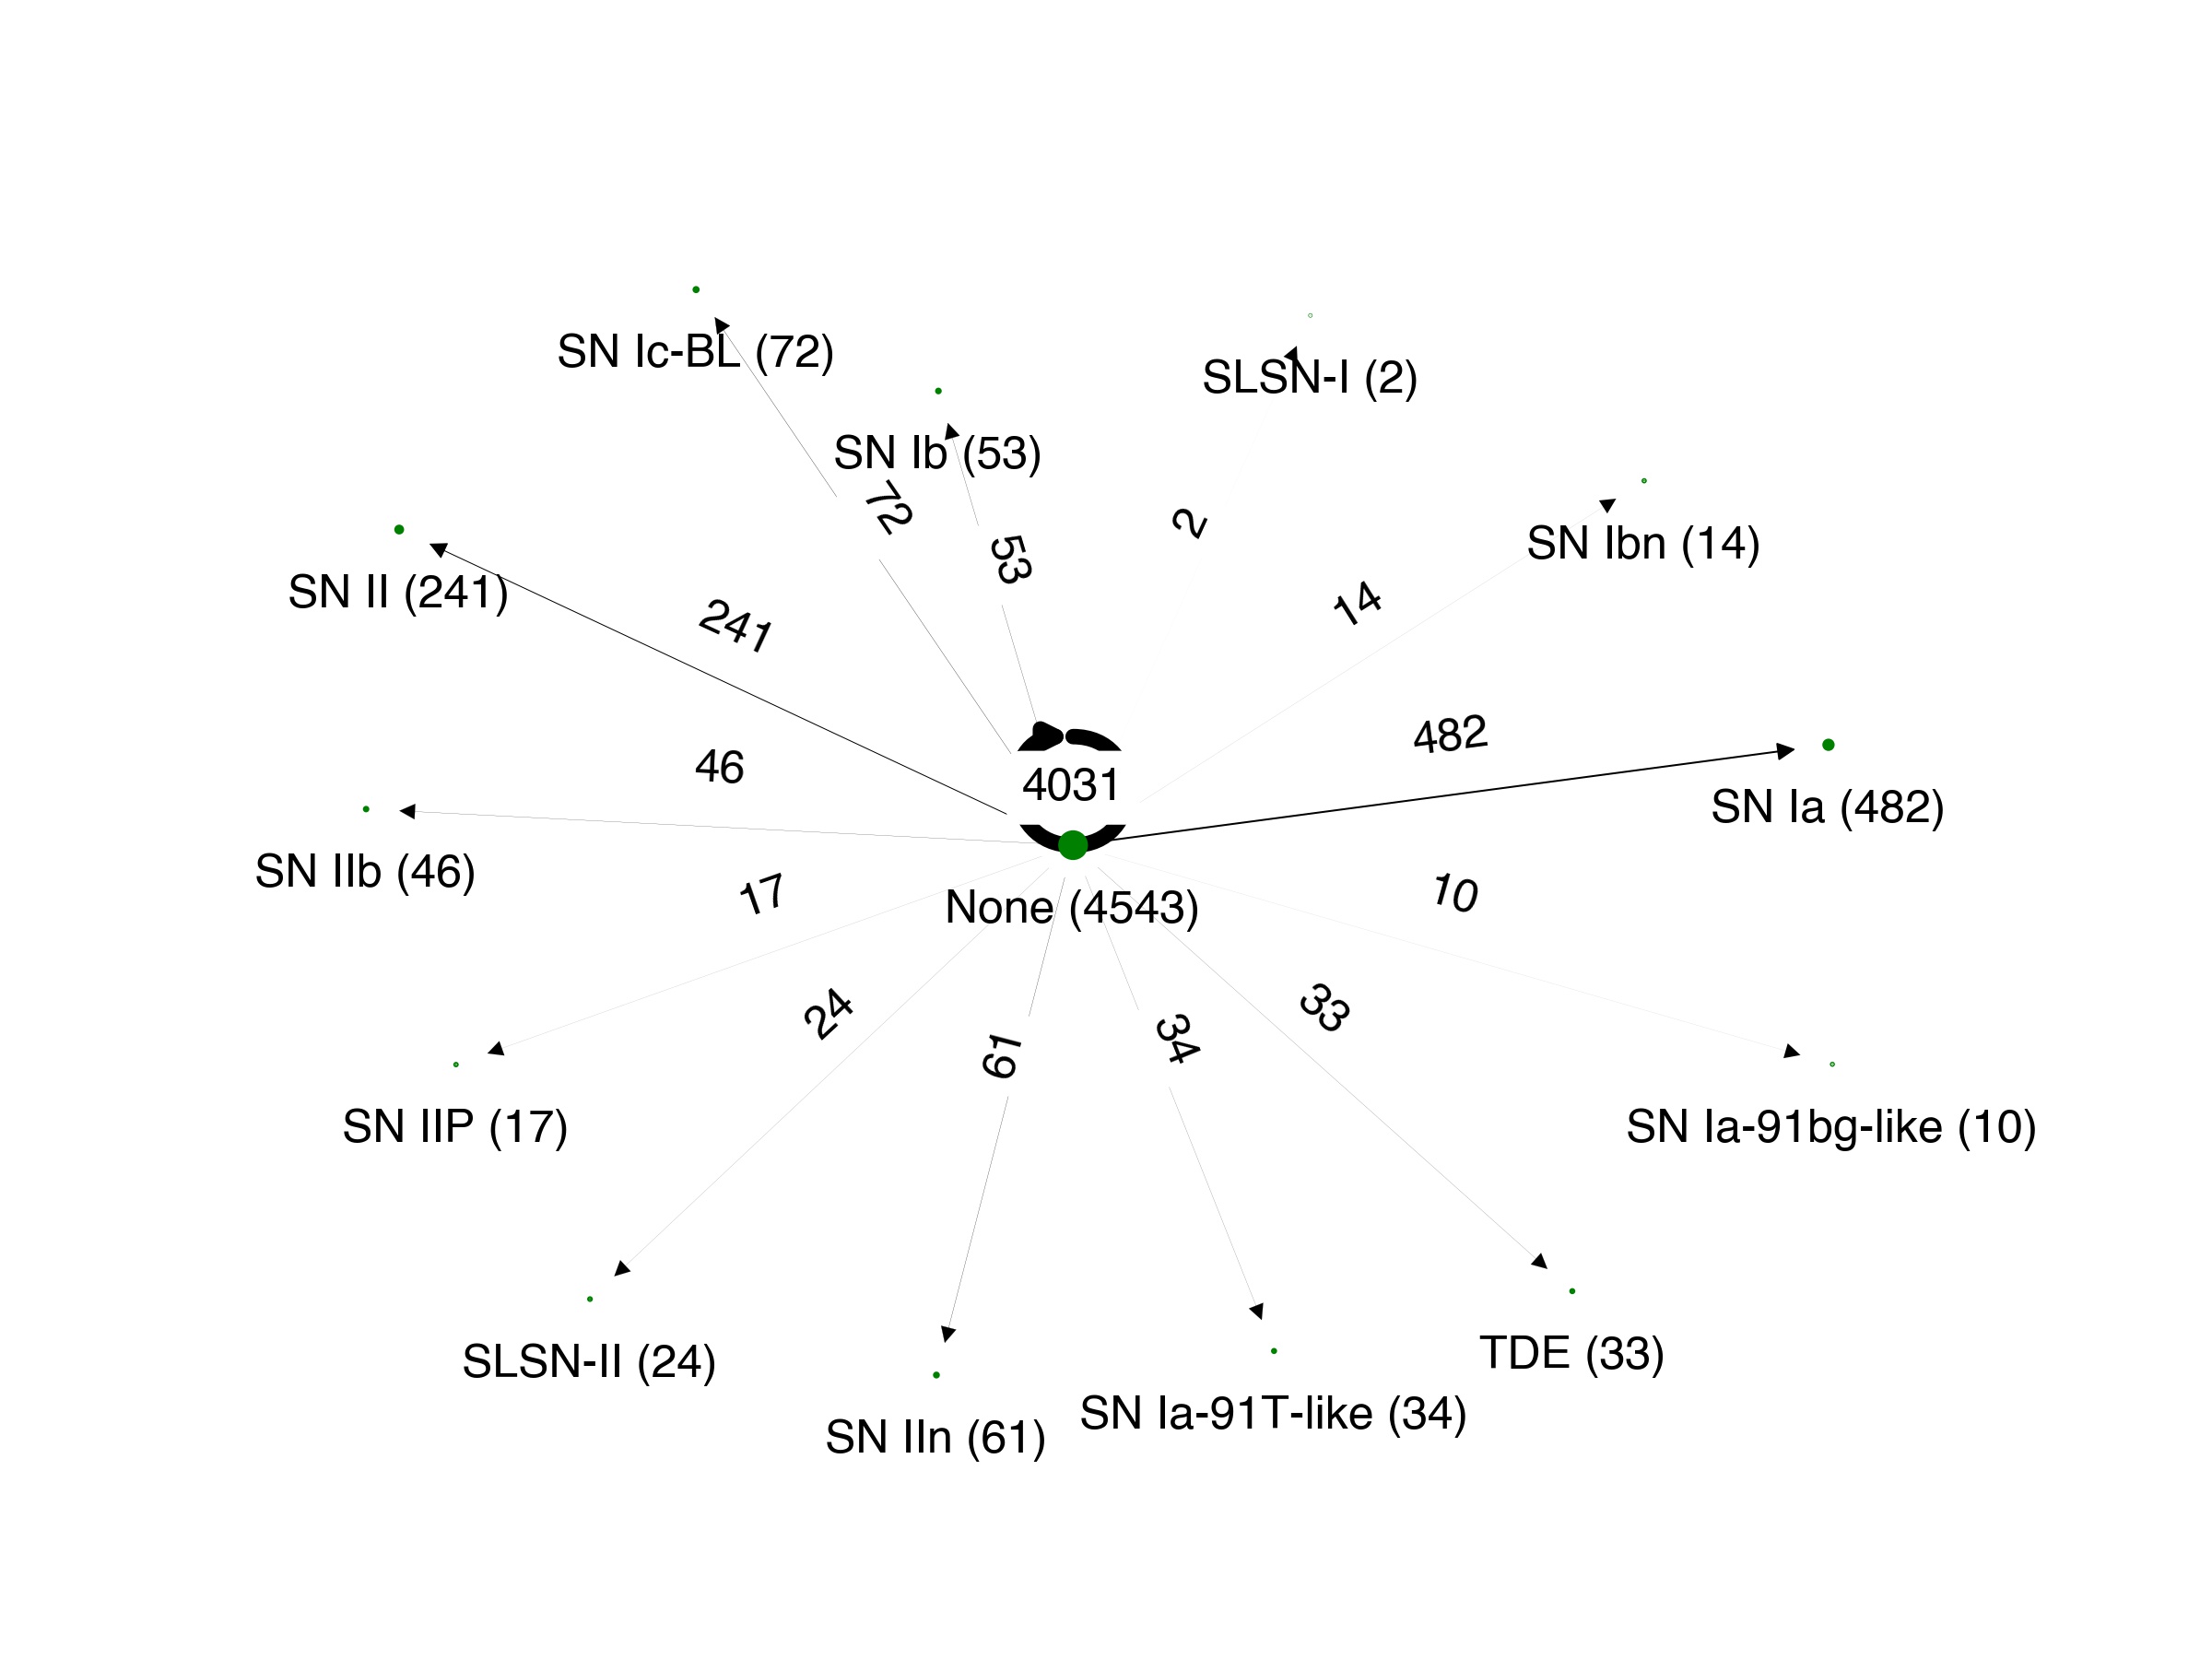 SN Ic-BL (72)
SLSN-I (2)
SN Ib (53)
72
2
SN Ibn (14)
53
SN II (241)
14
241
482
46
4031
SN Ia (482)
SN IIb (46)
17
10
None (4543)
24
33
61
34
SN IIP (17)
SN Ia-91bg-like (10)
SLSN-II (24)
TDE (33)
SN IIn (61)
SN Ia-91T-like (34)